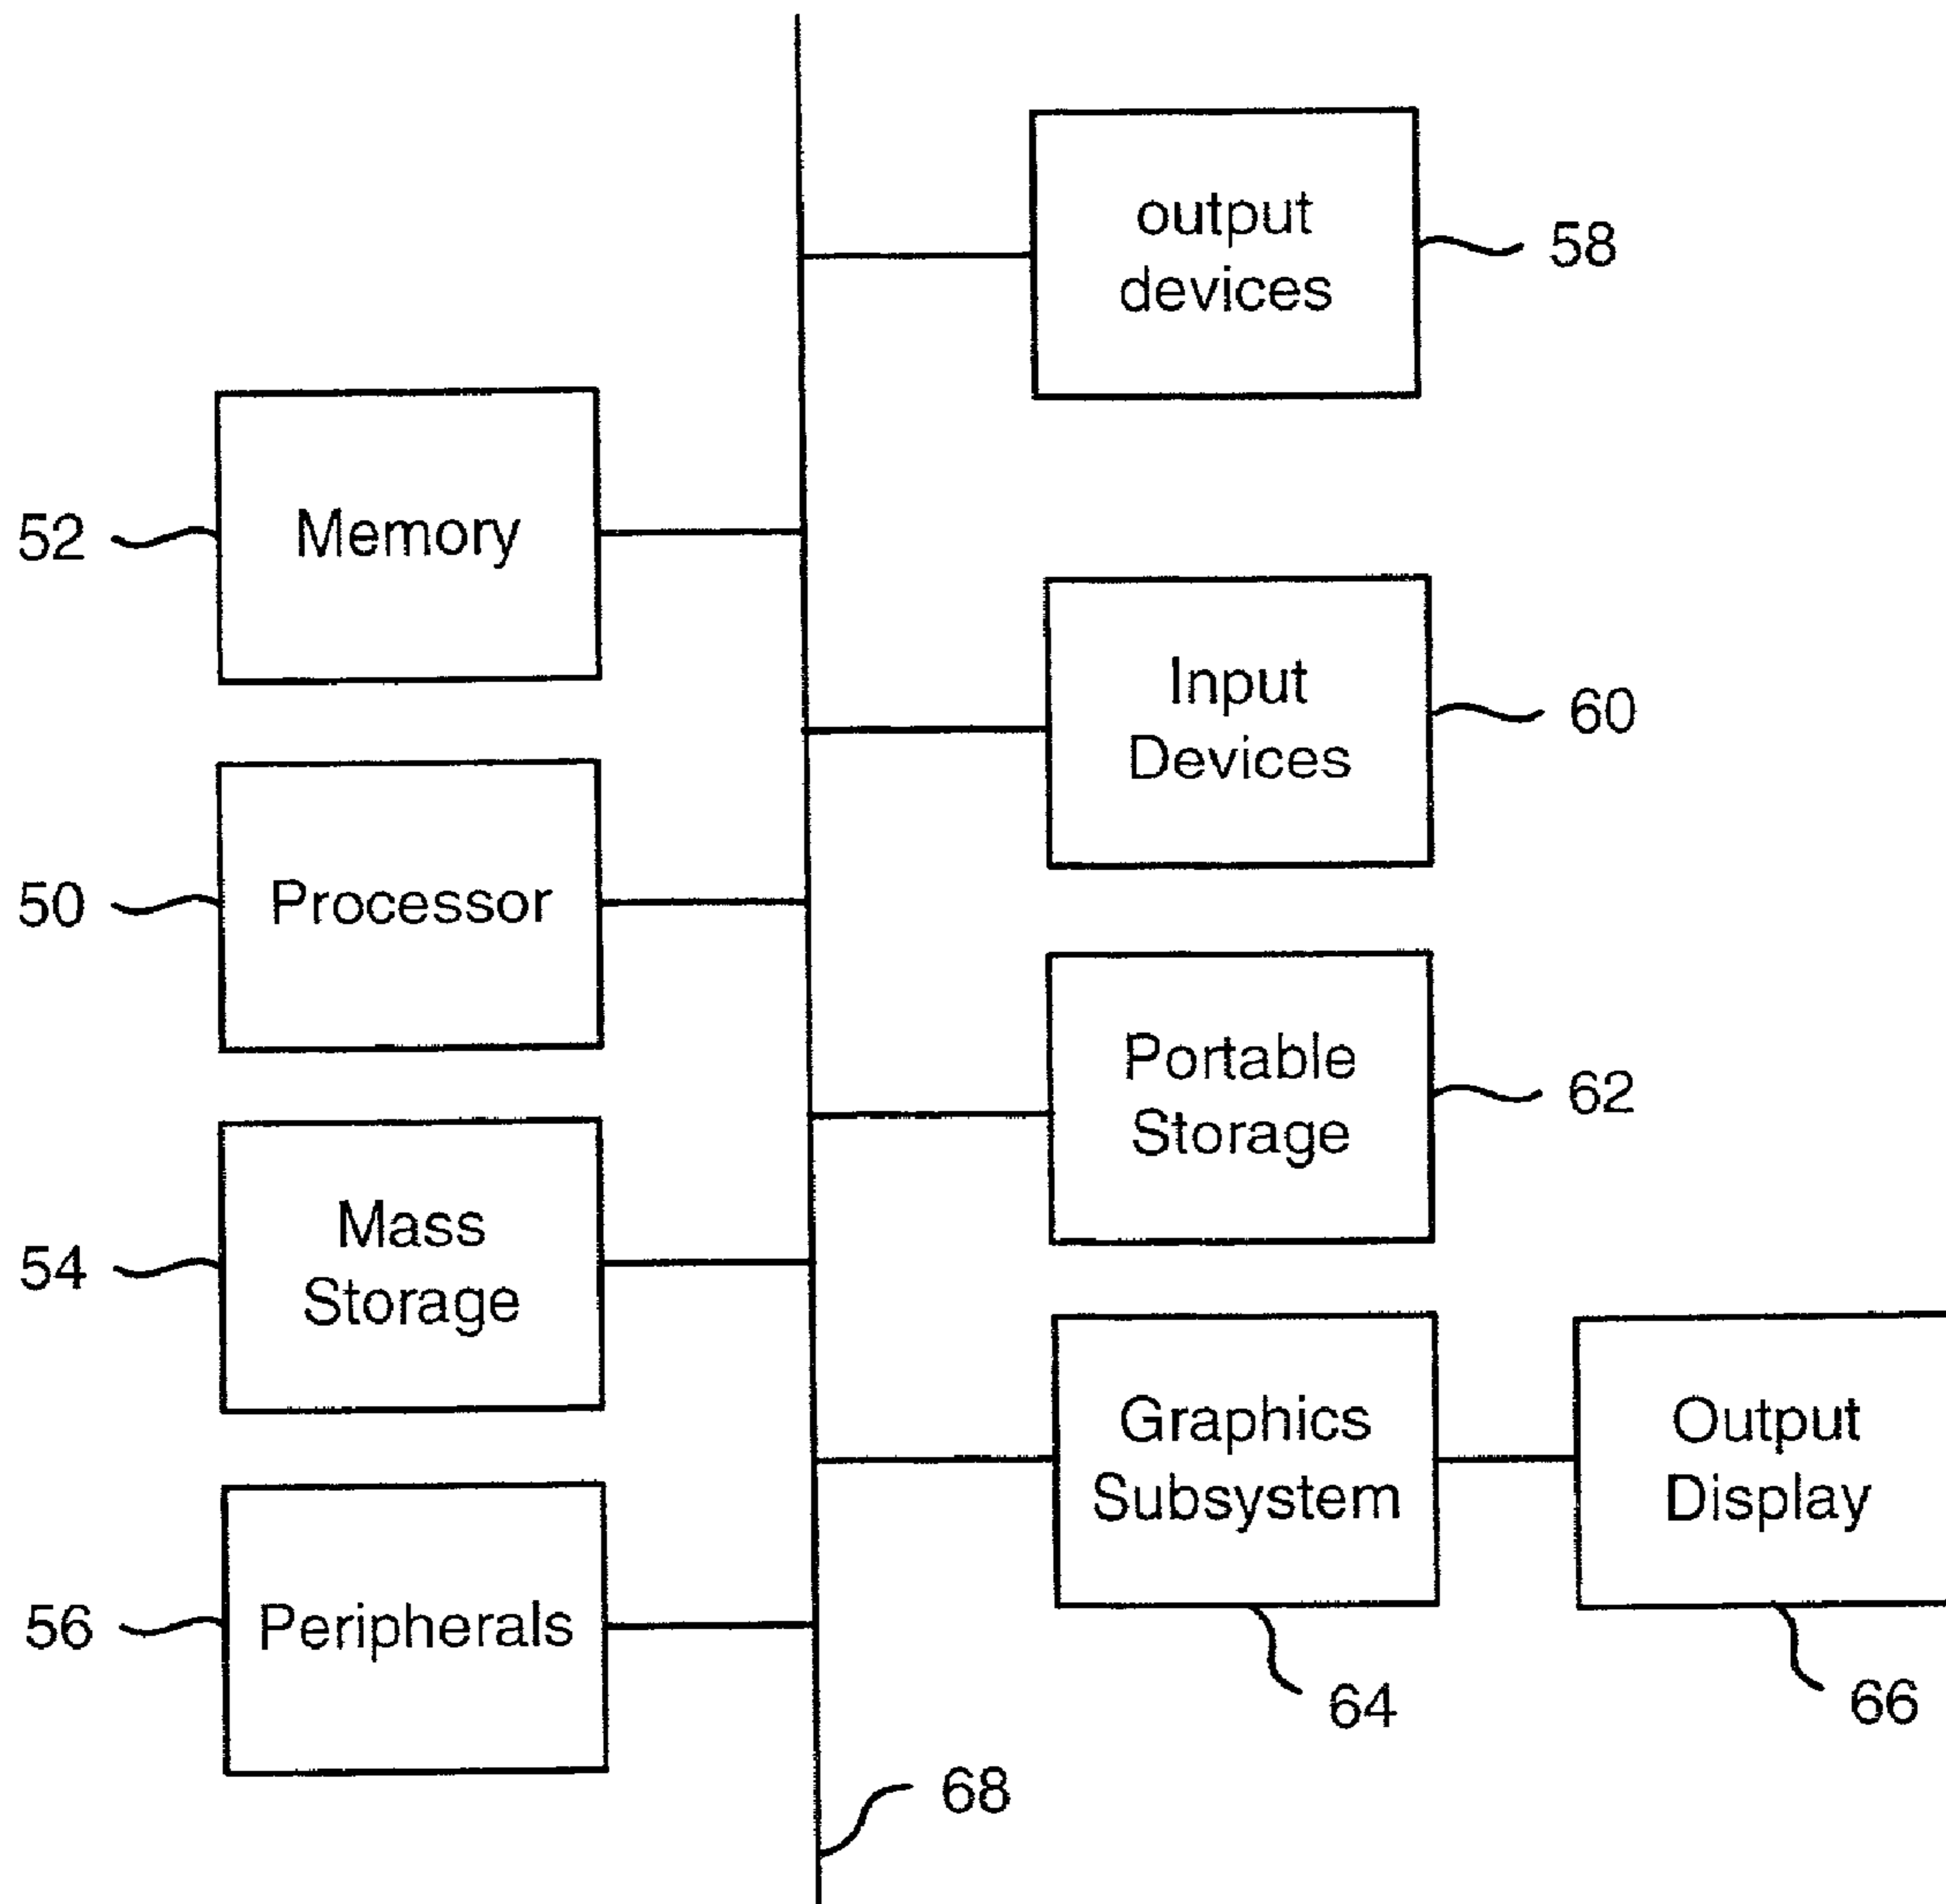 output
devices
58
52
Memory
Input
Devices
60
50
Processor
Portable
Storage
62
54
Mass
Storage
Graphics
Subsystem
Output
Display
56
Peripherals
64
66
68